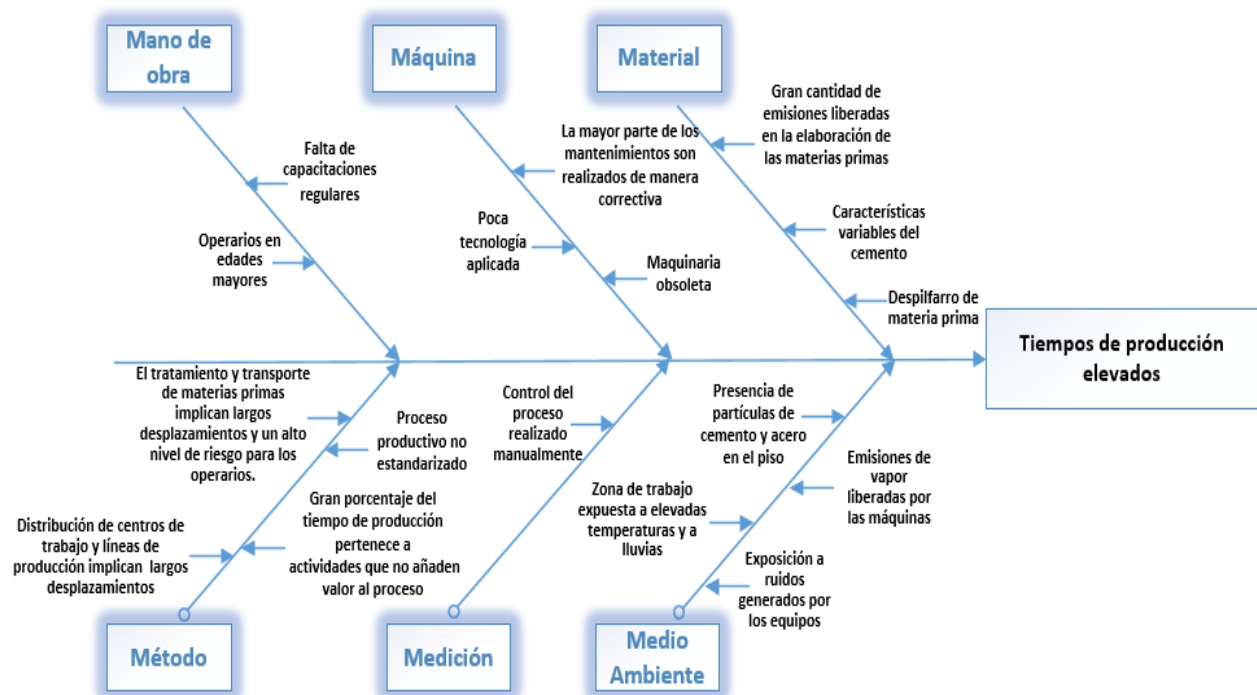 Mano de
obra
Máquina
Material
Falta de
capacitaciones
regulares
Operarios en
edades
mayores
La mayor parte de los
mantenimientos son
realizados de manera
correctiva
Poca
tecnología
aplicada
Maquinaria
obsoleta
Gran cantidad de
emisiones liberadas
en la elaboración de
las materias primas
Características
variables del
cemento
Despilfarro de
materia prima
Tiempos de producción
elevados
El tratamiento y transporte
de materias primas
implican largos
desplazamientos y un alto
nivel de riesgo para los
operarios.
Proceso
productivo no
estandarizado
Distribución de centros de
trabajo y líneas de
producción implican largos
desplazamientos
Gran porcentaje del
tiempo de producción
pertenece a
actividades que no añaden
valor al proceso
Control del
proceso
realizado
manualmente
Presencia de
partículas de
cemento y acero
en el piso
Emisiones de
vapor
liberadas por
las máquinas
Zona de trabajo
expuesta a elevadas
temperaturas y a
lluvias
Exposición a
ruidos
generados por
los equipos
Método
Medición
Medio
Ambiente